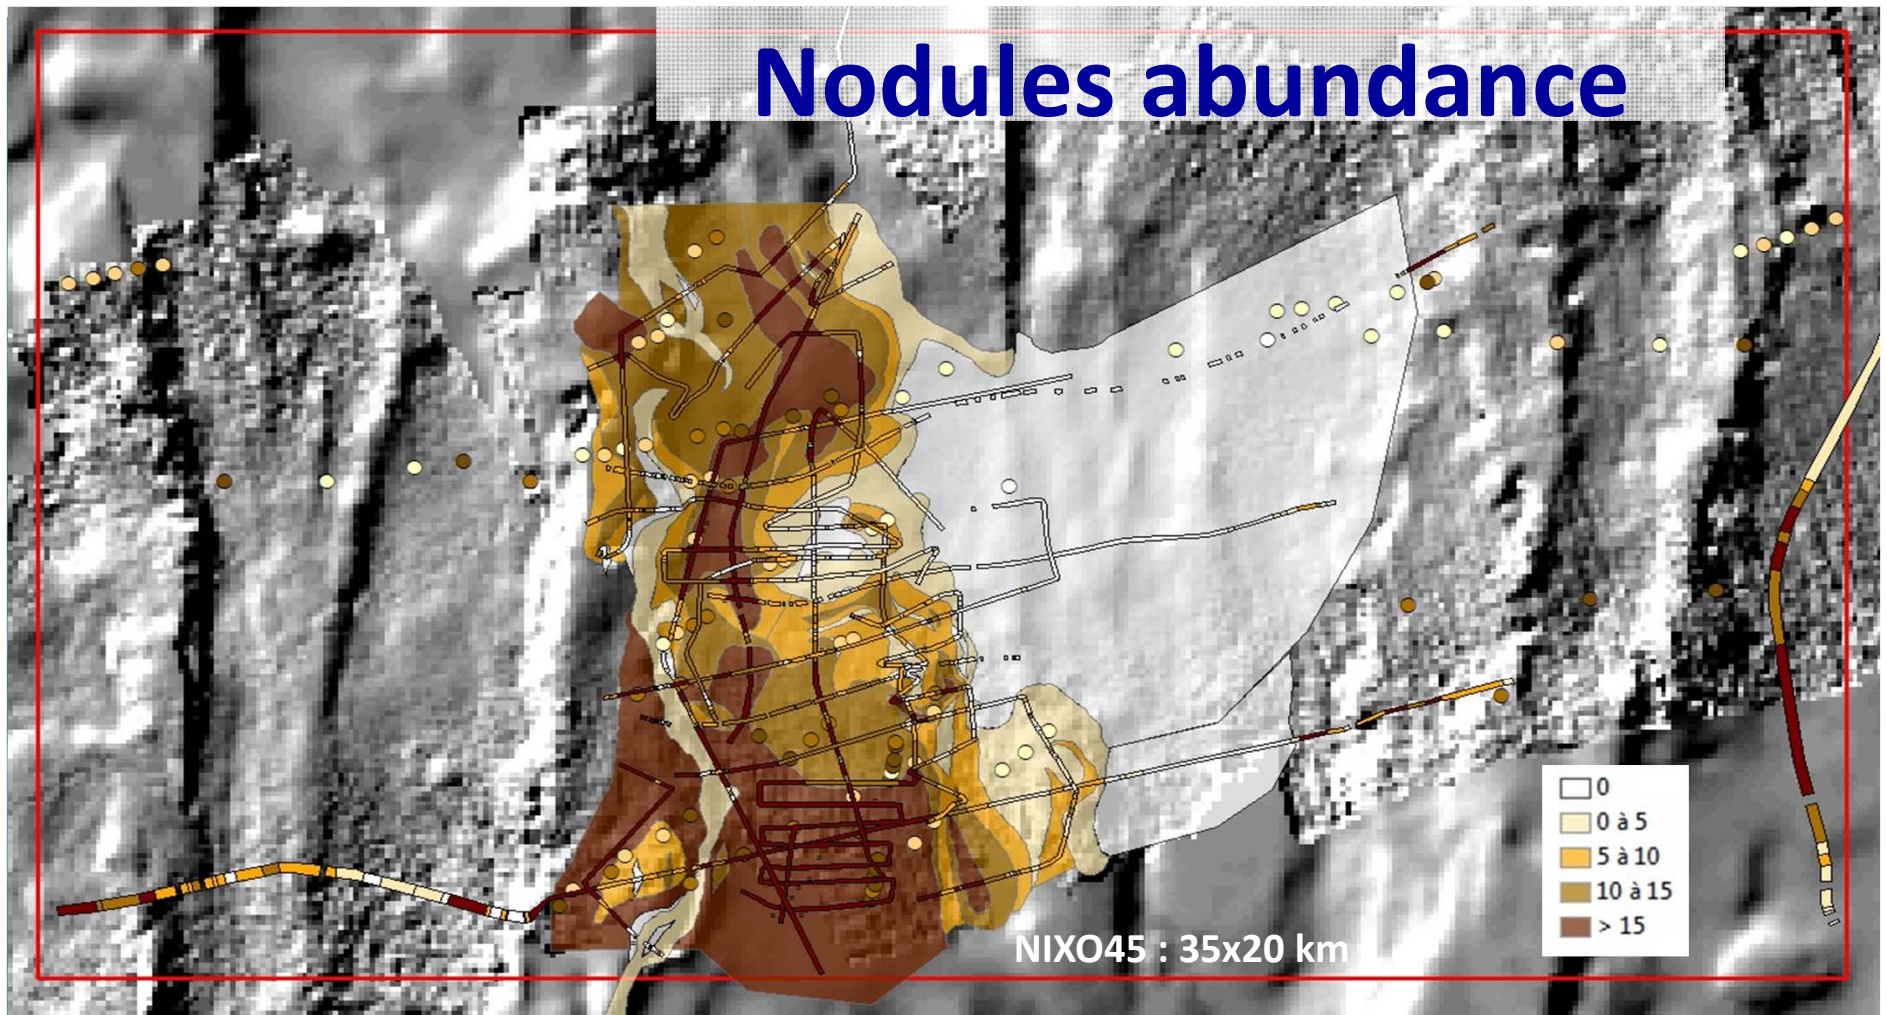 Nodules abundance
0
0 à 5
5 à 10
10 à 15
> 15
NIXO45 : 35x20 km